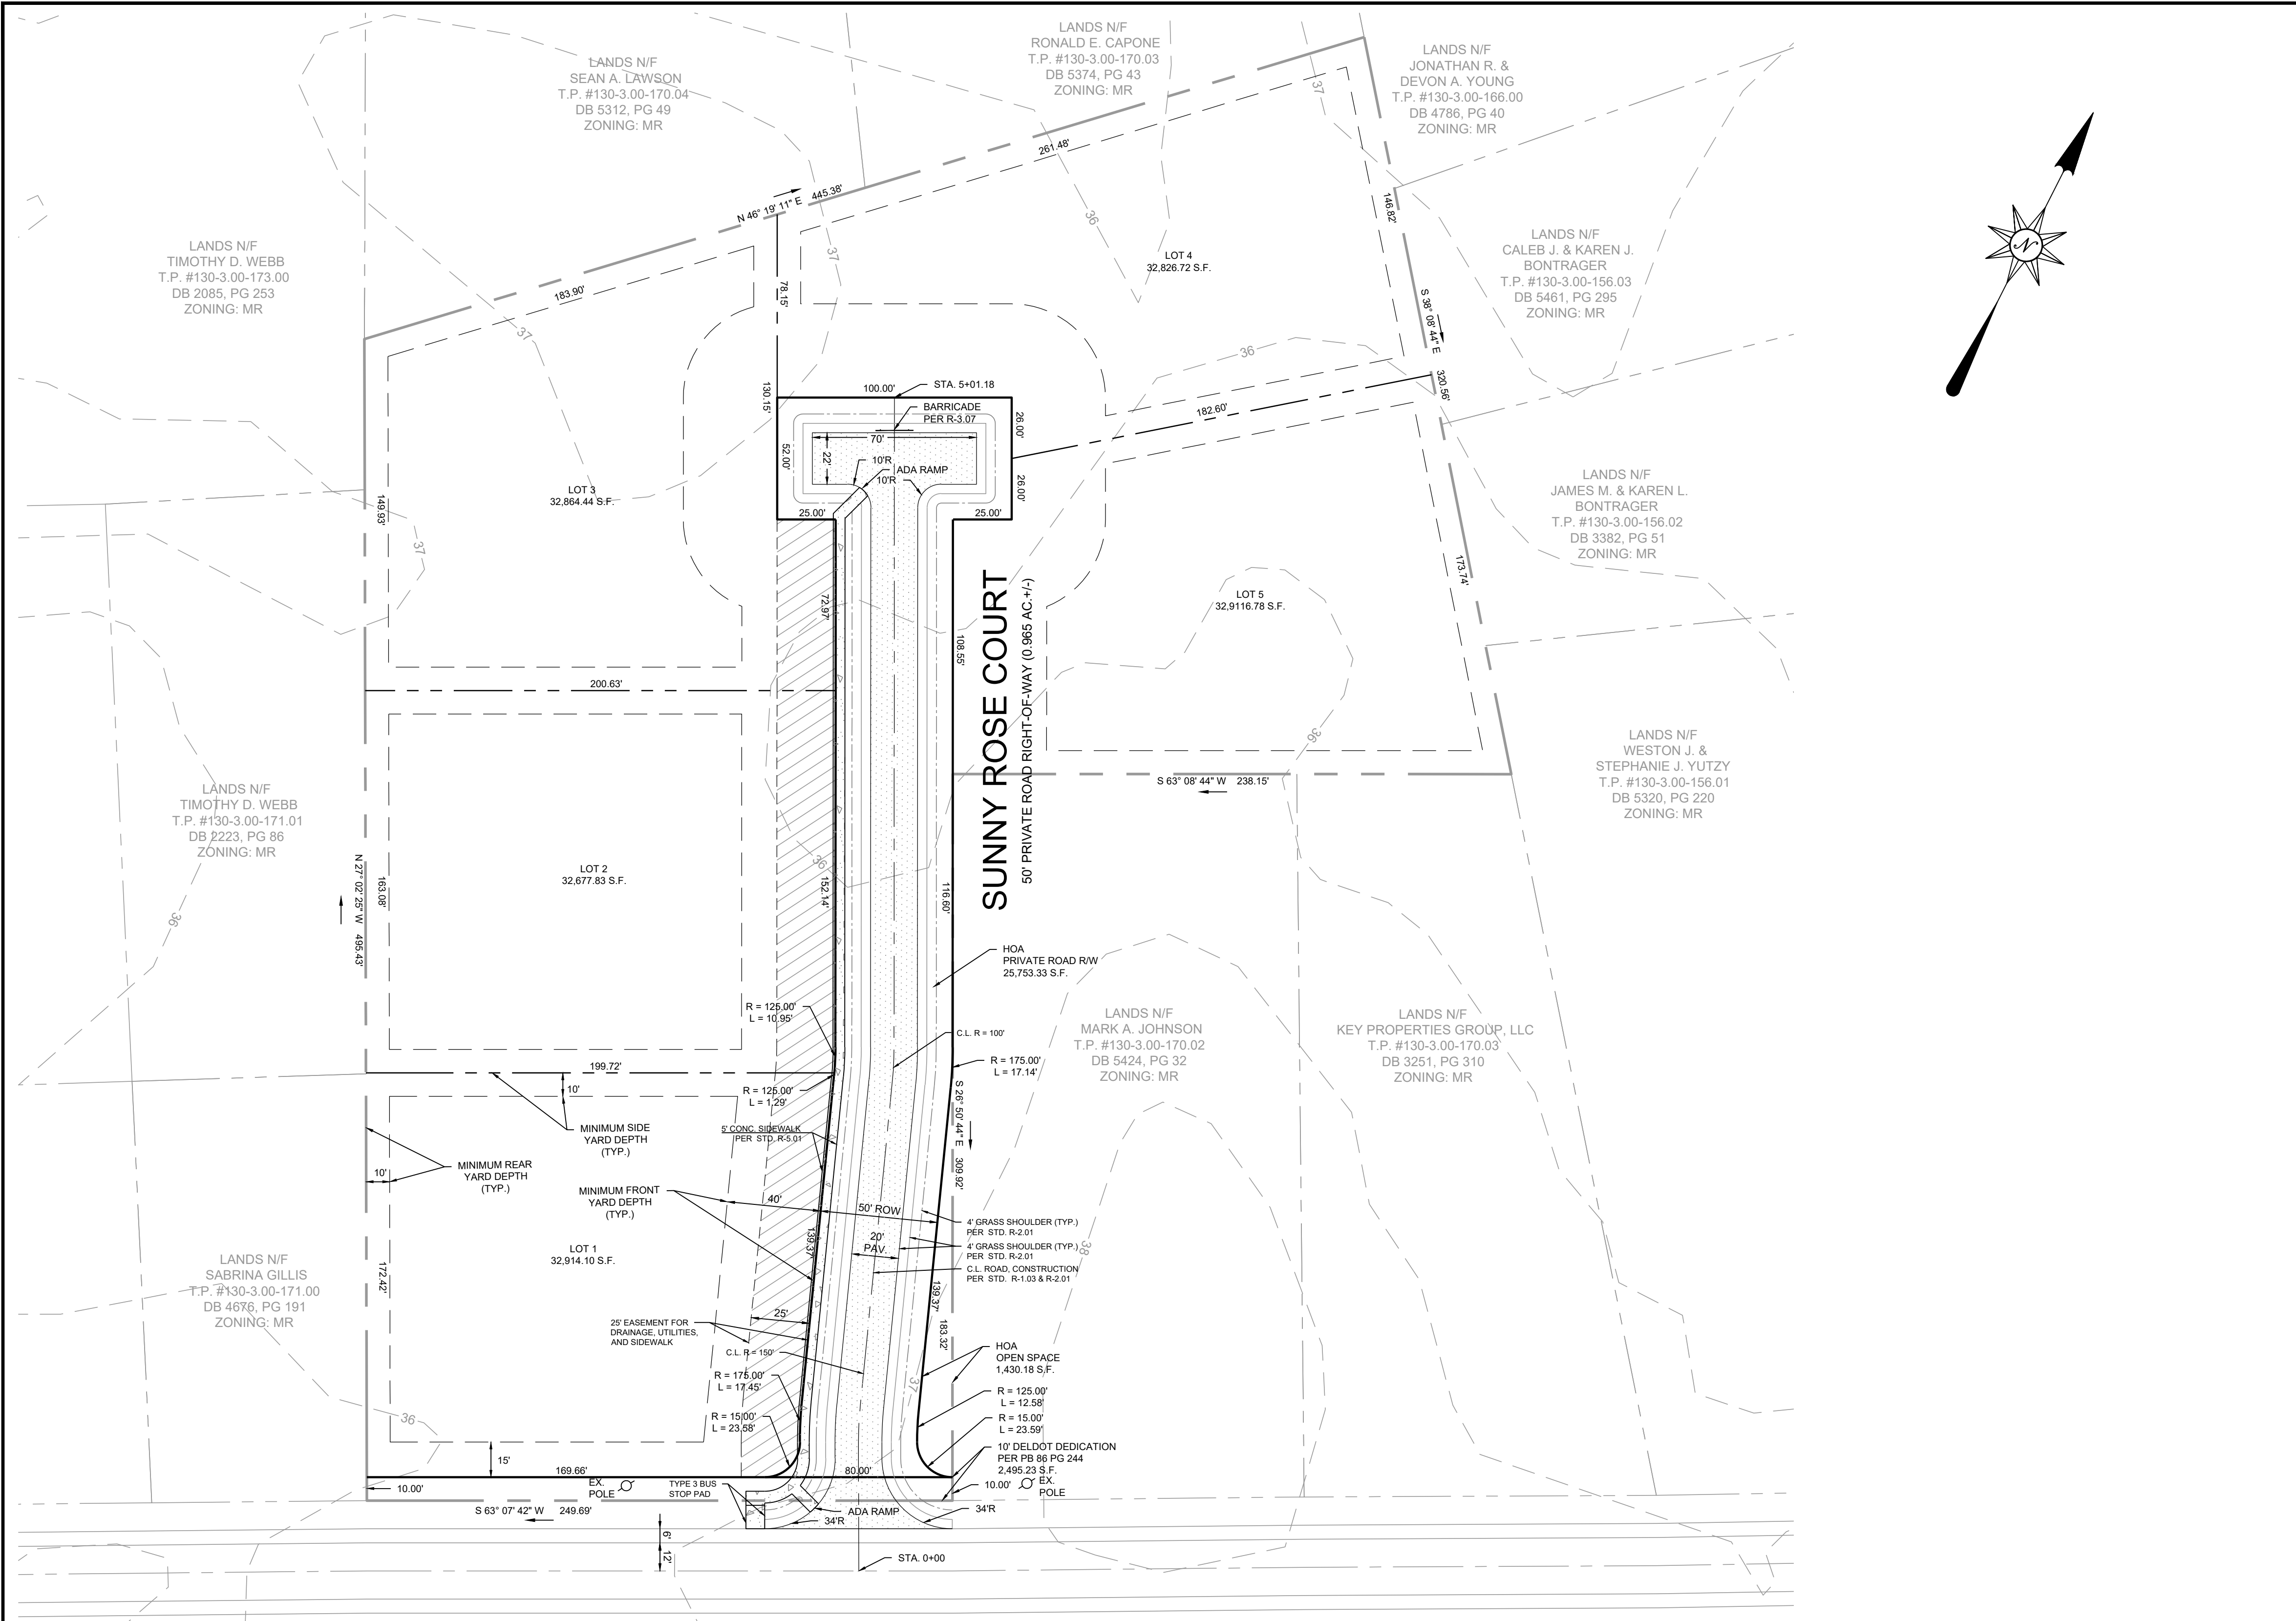 LANDS N/F
SEAN A. LAWSON
T.P. #130-3.00-170.04
DB 5312, PG 49
ZONING: MR
LANDS N/F
RONALD E. CAPONE
T.P. #130-3.00-170.03
DB 5374, PG 43
ZONING: MR
LANDS N/F
JONATHAN R. &
DEVON A. YOUNG
T.P. #130-3.00-166.00
DB 4786, PG 40
ZONING: MR
37
261.48'
N 46° 19' 11" E 445.38'
146.82'
36
37
LANDS N/F
TIMOTHY D. WEBB
T.P. #130-3.00-173.00
DB 2085, PG 253
ZONING: MR
LOT 4
32,826.72 S.F.
LANDS N/F
CALEB J. & KAREN J.
BONTRAGER
T.P. #130-3.00-156.03
DB 5461, PG 295
ZONING: MR
N
183.90'
78.15'
37
S 38° 08' 44" E 320.56'
36
130.15'
100.00'
STA. 5+01.18
BARRICADE
PER R-3.07
26.00'
182.60'
70'
52.00'
22'
10'R
ADA RAMP
10'R
26.00'
25.00'
25.00'
LOT 3
32,864.44 S.F.
149.93'
37
LANDS N/F
JAMES M. & KAREN L.
BONTRAGER
T.P. #130-3.00-156.02
DB 3382, PG 51
ZONING: MR
173.74'
LOT 5
32,9116.78 S.F.
72.97'
108.55'
SUNNY ROSE COURT
50' PRIVATE ROAD RIGHT-OF-WAY (0.965 AC.+/-)
200.63'
36
LANDS N/F
WESTON J. &
STEPHANIE J. YUTZY
T.P. #130-3.00-156.01
DB 5320, PG 220
ZONING: MR
S 63° 08' 44" W 238.15'
LANDS N/F
TIMOTHY D. WEBB
T.P. #130-3.00-171.01
DB 2223, PG 86
ZONING: MR
36
N 27° 02' 25" W 495.43'
163.08'
LOT 2
32,677.83 S.F.
36
152.14'
116.60'
HOA
PRIVATE ROAD R/W
25,753.33 S.F.
R = 125.00'
L = 10.95'
C.L. R = 100'
LANDS N/F
MARK A. JOHNSON
T.P. #130-3.00-170.02
DB 5424, PG 32
ZONING: MR
LANDS N/F
KEY PROPERTIES GROUP, LLC
T.P. #130-3.00-170.03
DB 3251, PG 310
ZONING: MR
199.72'
10'
R = 175.00'
L = 17.14'
R = 125.00'
L = 1.29'
S 26° 50' 44" E 309.92'
MINIMUM SIDE
YARD DEPTH
(TYP.)
5' CONC. SIDEWALK
PER STD. R-5.01
MINIMUM REAR
YARD DEPTH
(TYP.)
10'
MINIMUM FRONT
YARD DEPTH
(TYP.)
40'
50' ROW
20'
PAV.
4' GRASS SHOULDER (TYP.)
PER STD. R-2.01
4' GRASS SHOULDER (TYP.)
PER STD. R-2.01
C.L. ROAD, CONSTRUCTION
PER STD. R-1.03 & R-2.01
38
139.37'
139.37'
LANDS N/F
SABRINA GILLIS
T.P. #130-3.00-171.00
DB 4676, PG 191
ZONING: MR
172.42'
LOT 1
32,914.10 S.F.
25'
25' EASEMENT FOR
DRAINAGE, UTILITIES,
AND SIDEWALK
183.32'
HOA
OPEN SPACE
1,430.18 S.F.
C.L. R = 150'
R = 175.00'
L = 17.45'
37
R = 125.00'
L = 12.58'
R = 15.00'
L = 23.58'
R = 15.00'
L = 23.59'
36
15'
10' DELDOT DEDICATION
PER PB 86 PG 244
2,495.23 S.F.
169.66'
80.00'
10.00'
EX.
POLE
TYPE 3 BUS
STOP PAD
10.00'
EX.
POLE
S 63° 07' 42" W 249.69'
ADA RAMP
34'R
34'R
6'
12'
STA. 0+00